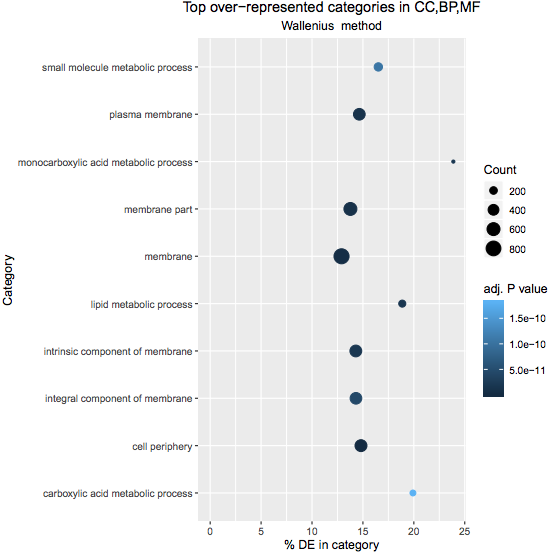 Top over−represented categories in CC,BP,MF
Wallenius method
Category
small molecule metabolic process
plasma membrane
monocarboxylic acid metabolic process
membrane part
membrane
lipid metabolic process
intrinsic component of membrane
integral component of membrane
cell periphery
carboxylic acid metabolic process
0 5 10 15 20 25
% DE in category
Count
200
400
600
800
adj. P value
1.5e−10
1.0e−10
5.0e−11